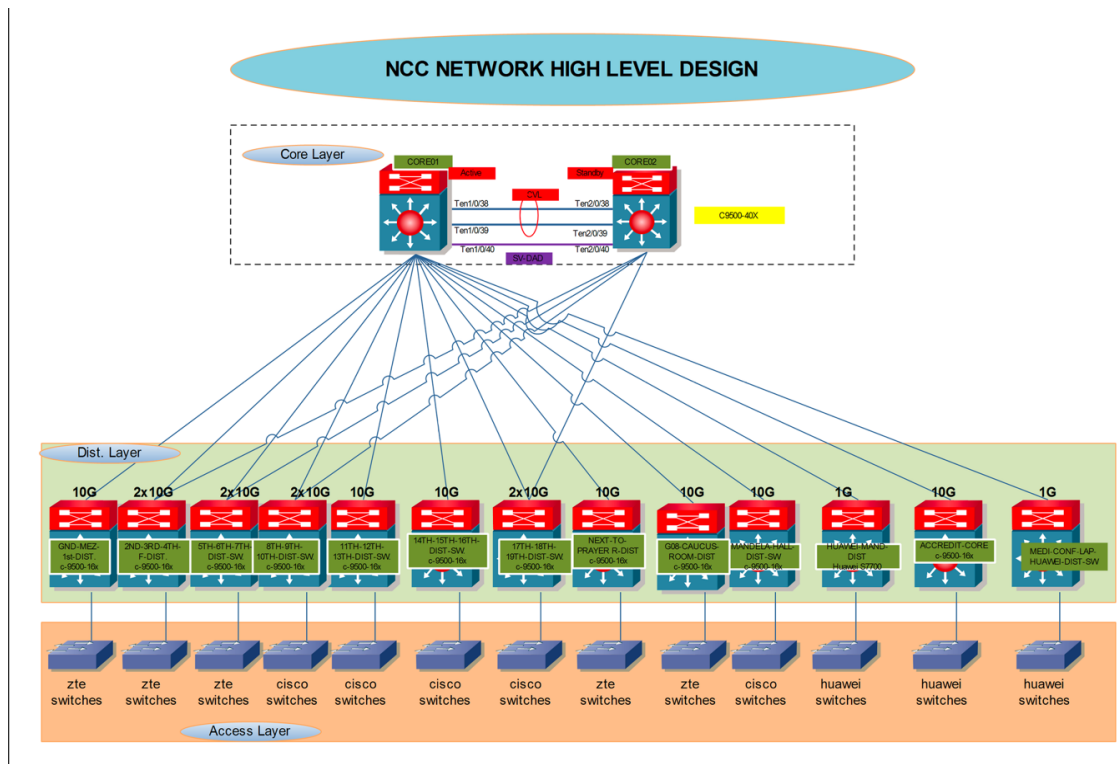 NCC NETWORK HIGH LEVEL DESIGN
Core Layer
CORE01
CORE02
Active
Standby
CVL
Ten1/0/38
Ten2/0/38
C9500-40X
Ten1/0/39
Ten2/0/39
Ten1/0/40
Ten2/0/40
SV-DAD
Dist. Layer
10G
2x10G
2x10G
2x10G
10G
10G
2x10G
10G
10G
10G
1G
10G
1G
GND-MEZ-
1st-DIST.
c-9500-16x
2ND-3RD-4TH-
F-DIST.
c-9500-16x
5TH-6TH-7TH-
DIST-SW.
c-9500-16x
8TH-9TH-
10TH-DIST-SW.
c-9500-16x
11TH-12TH-
13TH-DIST-SW
c-9500-16x
14TH-15TH-16TH-
DIST-SW.
c-9500-16x
17TH-18TH-
19TH-DIST-SW.
c-9500-16x
NEXT-TO-
PRAYER R-DIST
c-9500-16x
G08-CAUCUS-
ROOM-DIST
c-9500-16x
MANDELA-HALL-
DIST-SW
c-9500-16x
HUAWEI-MAND-
DIST
Huawei S7700
ACCREDIT-CORE
c-9500-16x
MEDI-CONF-LAP-
HUAWEI-DIST-SW
zte
switches
zte
switches
zte
switches
cisco
switches
cisco
switches
cisco
switches
cisco
switches
zte
switches
zte
switches
cisco
switches
huawei
switches
huawei
switches
huawei
switches
Access Layer